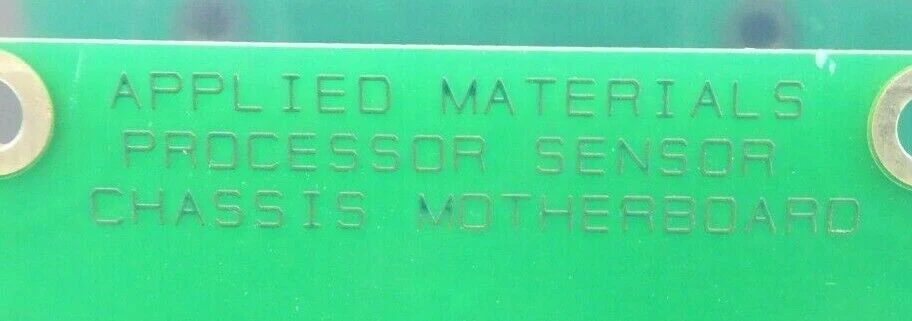 APPLIED MATERIALS
PROCESSOR SENSOR
CHASSIS MOTHERBOARD